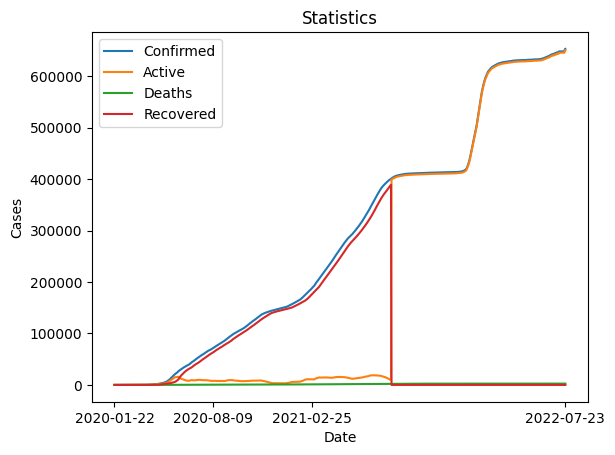 Statistics
Confirmed
Active
Deaths
Recovered
Cases
600000
500000
400000
300000
200000
100000
0
2020-01-22 2020-08-09 2021-02-25 2022-07-23
Date